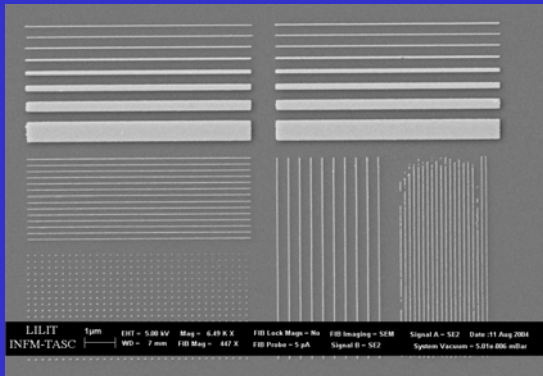 LILIT 1µm EHT = 5.00 kV Mag = 6.49 K X FIB Lock Mags = No FIB Imaging = SEM Signal A = SE2 Date :11 Aug 2004
INFM-TASC WD = 7 mm FIB Mag = 447 X FIB Probe = 5 pA Signal B = SE2 System Vacuum = 5.01e-006 mBar